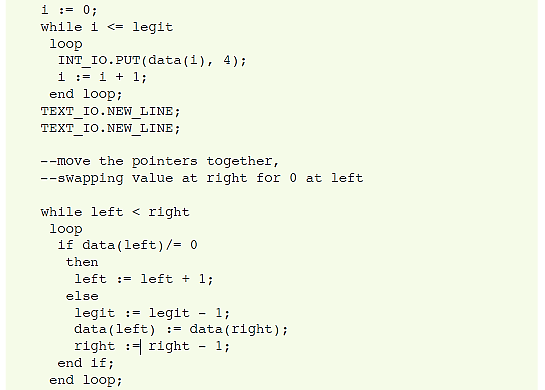 i := 0;
while i <= legit
loop
INT_IO.PUT(data(i), 4);
i := i + 1;
end loop;
TEXT_IO.NEW_LINE;
TEXT_IO.NEW_LINE;
--move the pointers together,
--swapping value at right for 0 at left
while left < right
loop
if data(left)/= 0
then
left := left + 1;
else
legit := legit - 1;
data(left) := data(right);
right := right - 1;
end if;
end loop;